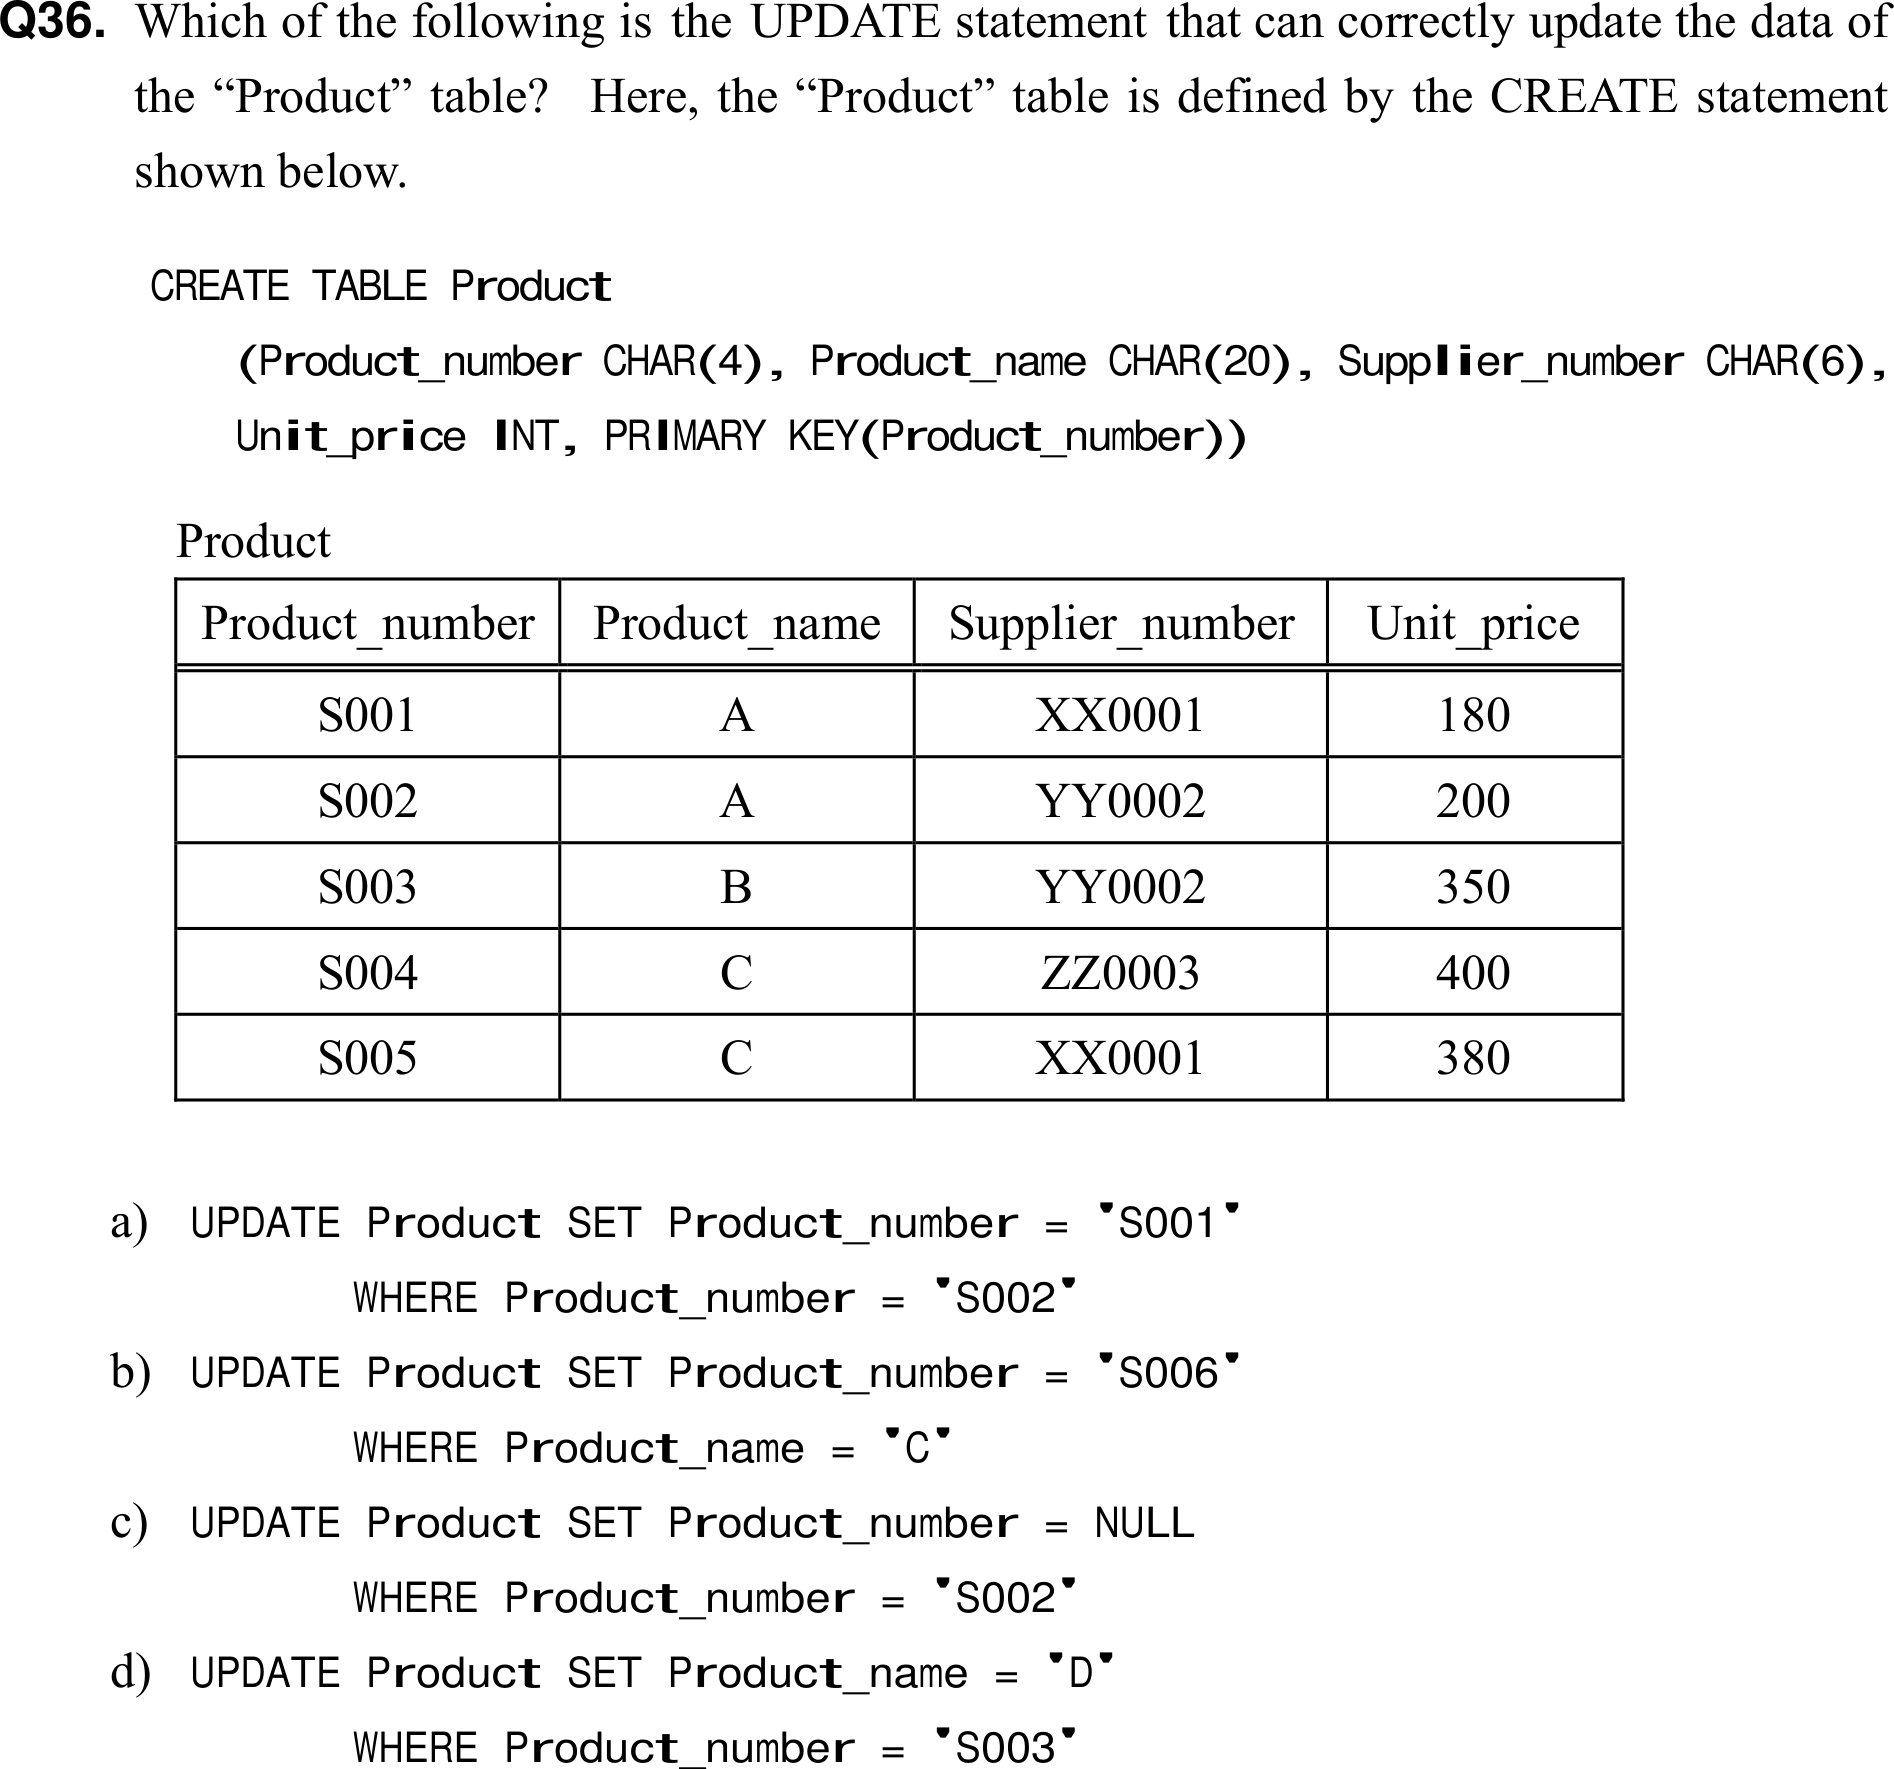 Q36. Which of the following is the UPDATE statement that can correctly update the data of
the “Product” table? Here, the “Product” table is defined by the CREATE statement
shown below.
CREATE TABLE Product
(Product_number CHAR(4), Product_name CHAR(20), Supplier_number CHAR(6),
Unit_price INT, PRIMARY KEY(Product_number))
Product
Product_number Product_name Supplier_number Unit_price
S001 A XX0001 180
S002 A YY0002 200
S003 B YY0002 350
S004 C ZZ0003 400
S005 C XX0001 380
a) UPDATE Product SET Product_number = 'S001'
WHERE Product_number = 'S002'
b) UPDATE Product SET Product_number = 'S006'
WHERE Product_name = 'C'
c) UPDATE Product SET Product_number = NULL
WHERE Product_number = 'S002'
d) UPDATE Product SET Product_name = 'D'
WHERE Product_number = 'S003'